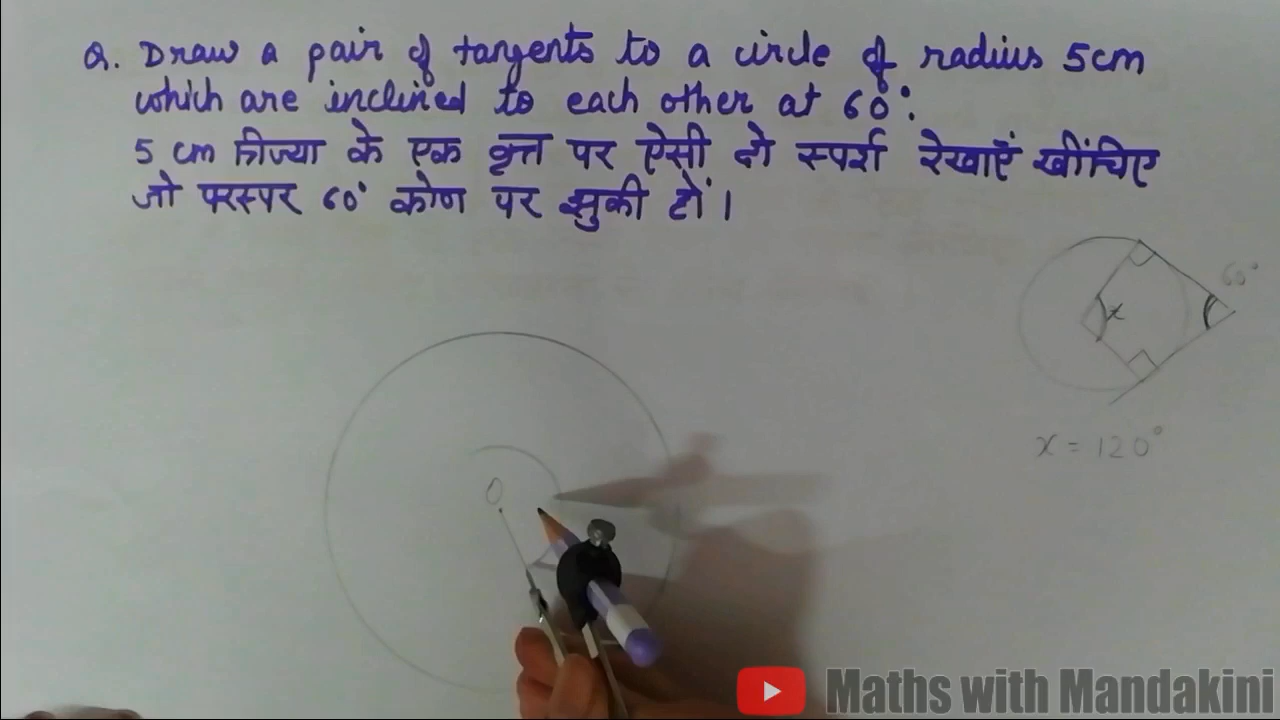 Q. Draw a pair of tangents to a circle of radius 5cm
which are inclined to each other at 60°.
5 cm त्रिज्या के एक वृत्त पर ऐसी दो स्पर्श रेखाएँ खींचिए
जो परस्पर 60° कोण पर झुकी हों।
60°
x
x = 120°
O
Maths with Mandakini